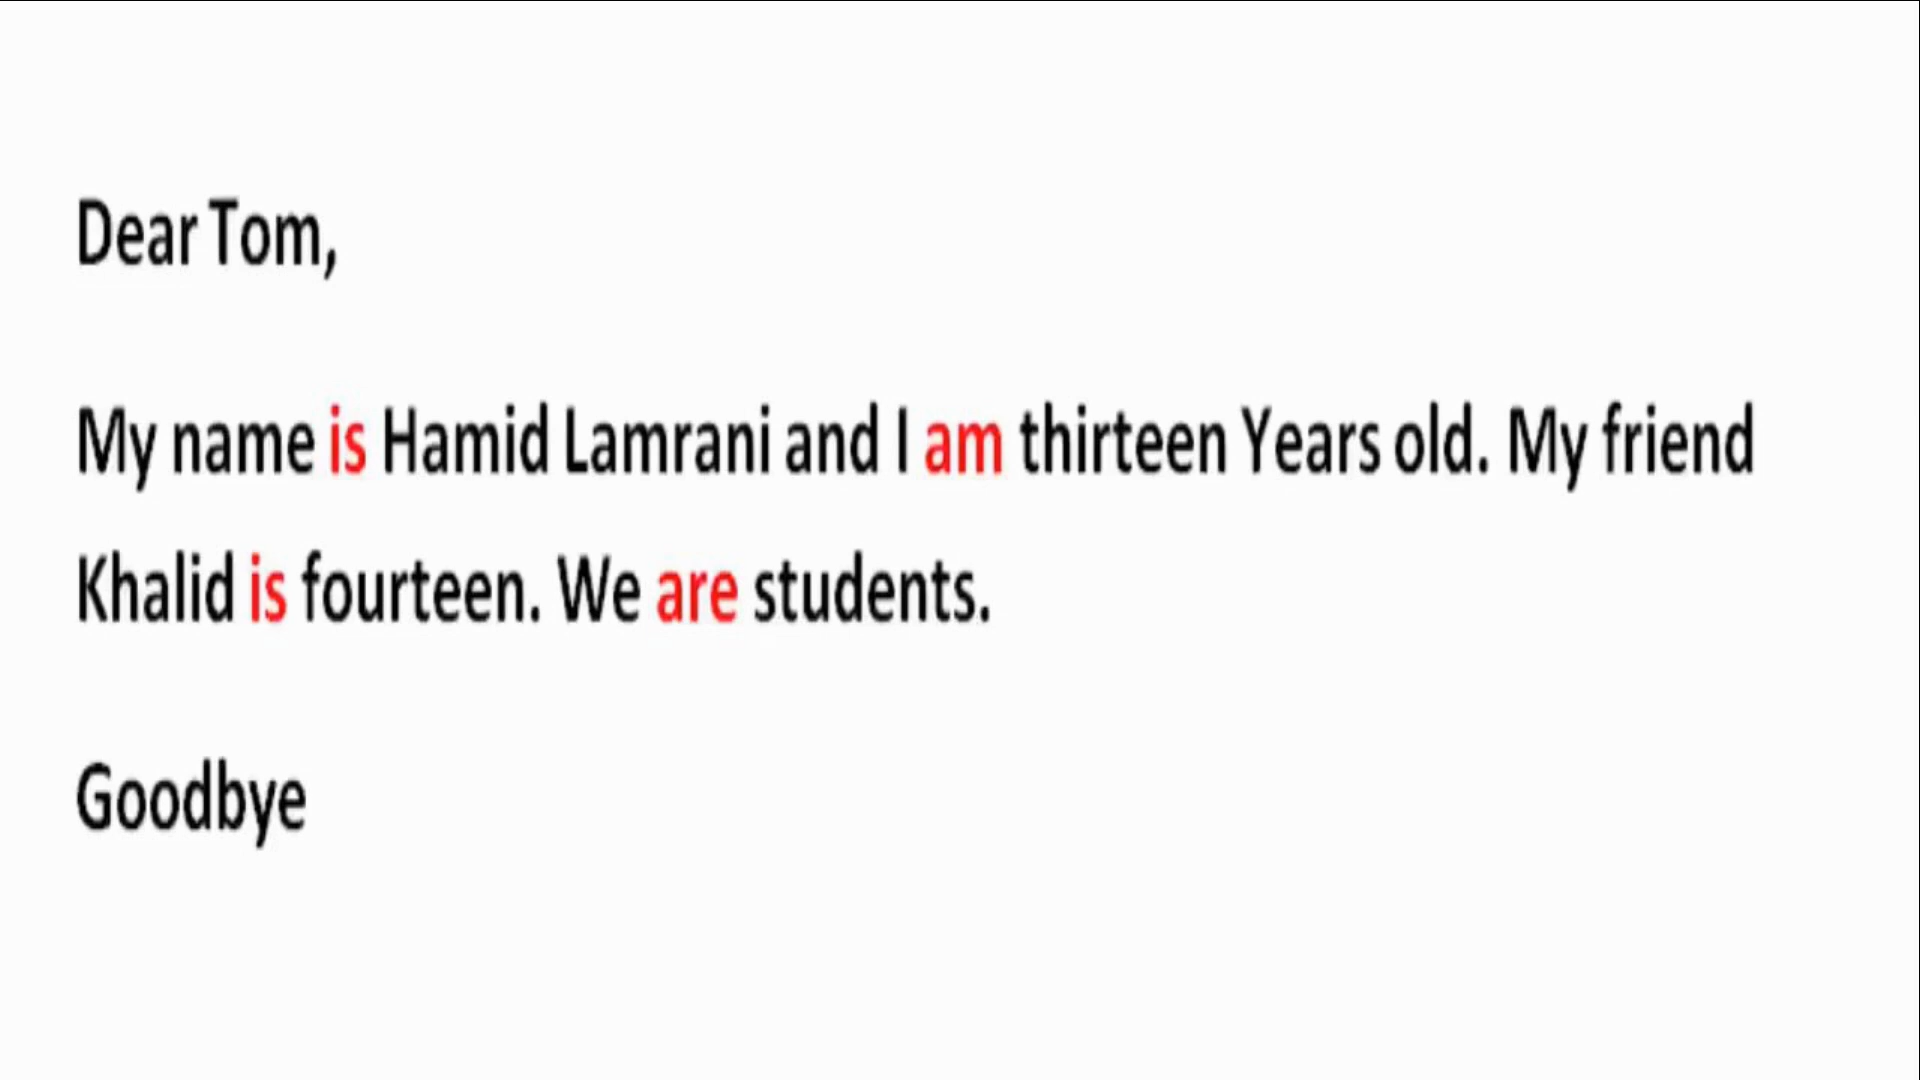 Dear Tom,
My name is Hamid Lamrani and I am thirteen Years old. My friend
Khalid is fourteen. We are students.
Goodbye